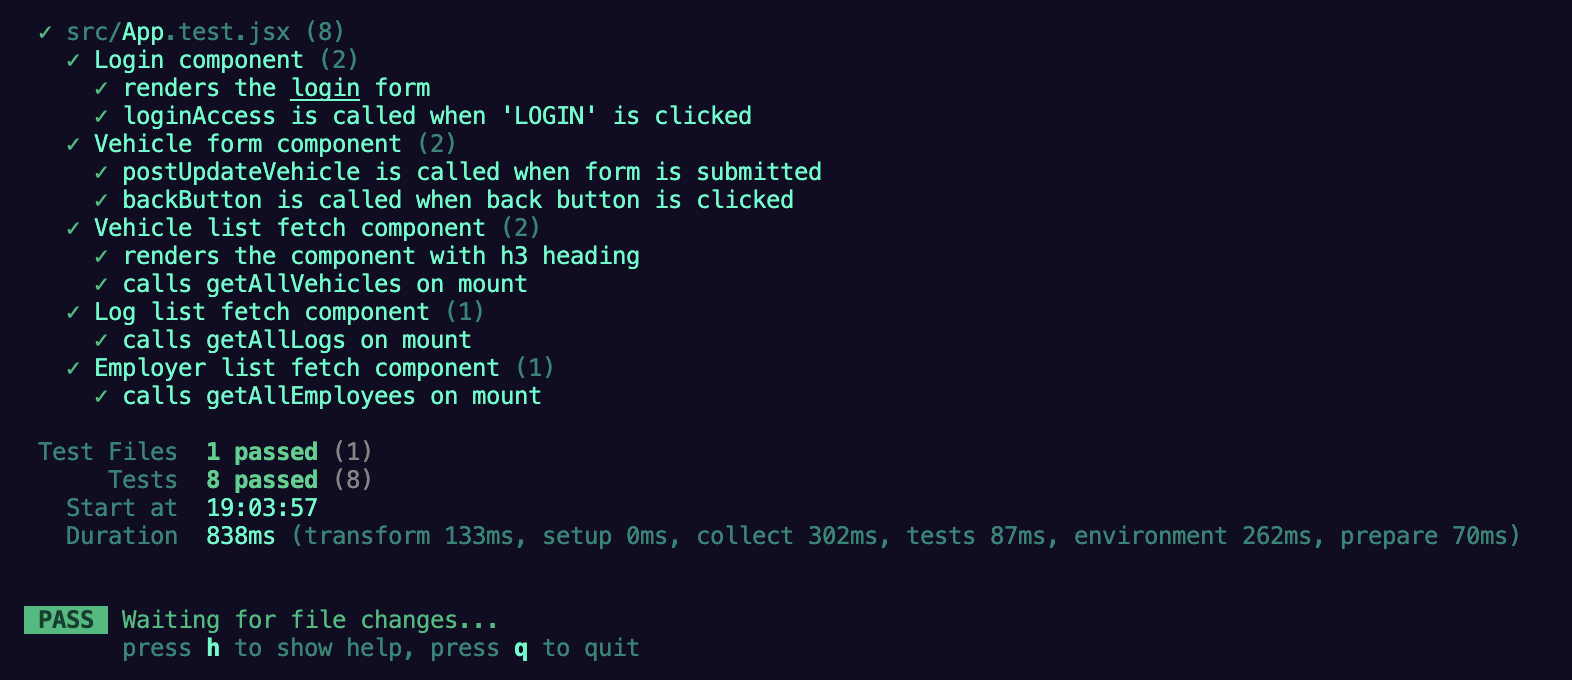 ✓ src/App.test.jsx (8)
✓ Login component (2)
✓ renders the login form
✓ loginAccess is called when 'LOGIN' is clicked
✓ Vehicle form component (2)
✓ postUpdateVehicle is called when form is submitted
✓ backButton is called when back button is clicked
✓ Vehicle list fetch component (2)
✓ renders the component with h3 heading
✓ calls getAllVehicles on mount
✓ Log list fetch component (1)
✓ calls getAllLogs on mount
✓ Employer list fetch component (1)
✓ calls getAllEmployees on mount
Test Files 1 passed (1)
Tests 8 passed (8)
Start at 19:03:57
Duration 838ms (transform 133ms, setup 0ms, collect 302ms, tests 87ms, environment 262ms, prepare 70ms)
PASS Waiting for file changes...
press h to show help, press q to quit